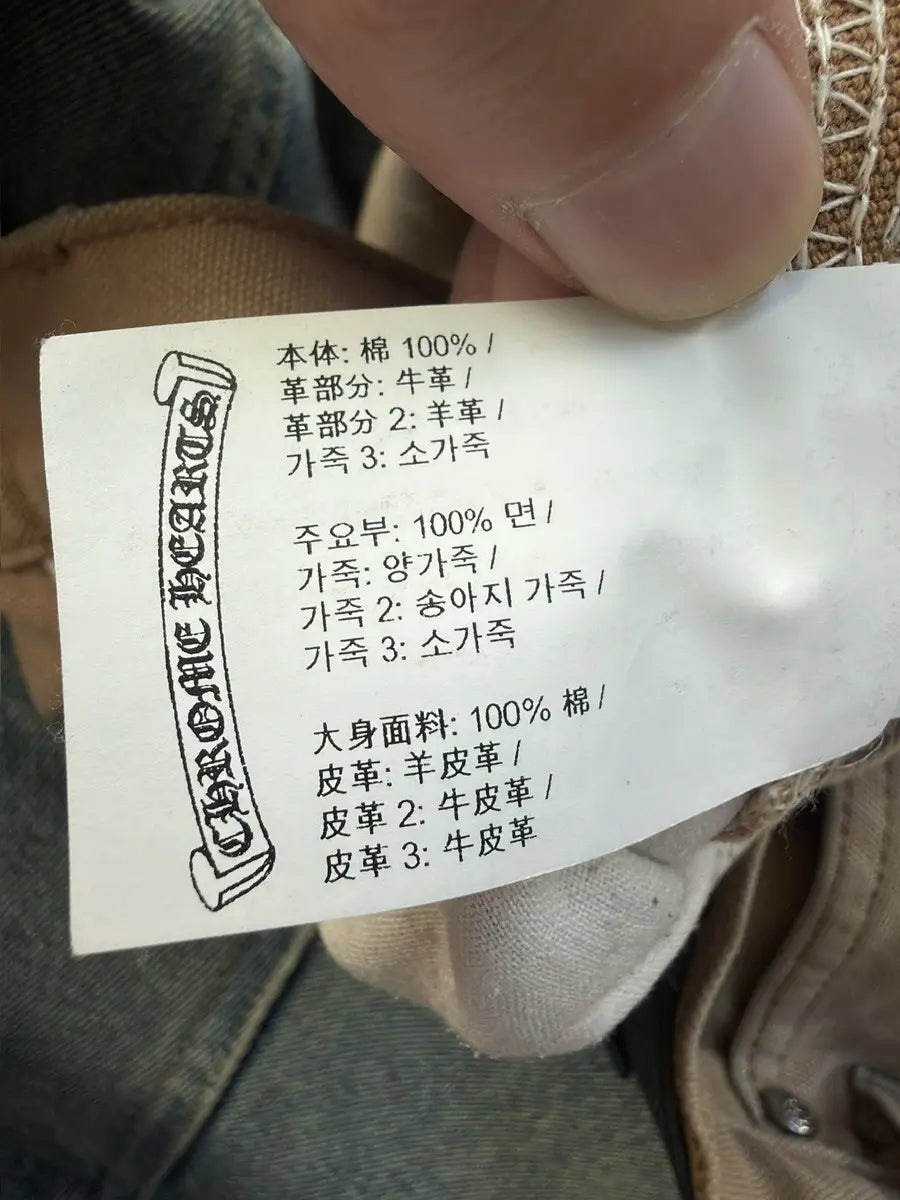 CHROME HEARTS
本体: 棉 100% /
革部分: 牛革 /
革部分 2: 羊革 /
가죽 3: 소가죽
주요부: 100% 면 /
가죽: 양가죽 /
가죽 2: 송아지 가죽 /
가죽 3: 소가죽
大身面料: 100% 棉 /
皮革: 羊皮革 /
皮革 2: 牛皮革 /
皮革 3: 牛皮革